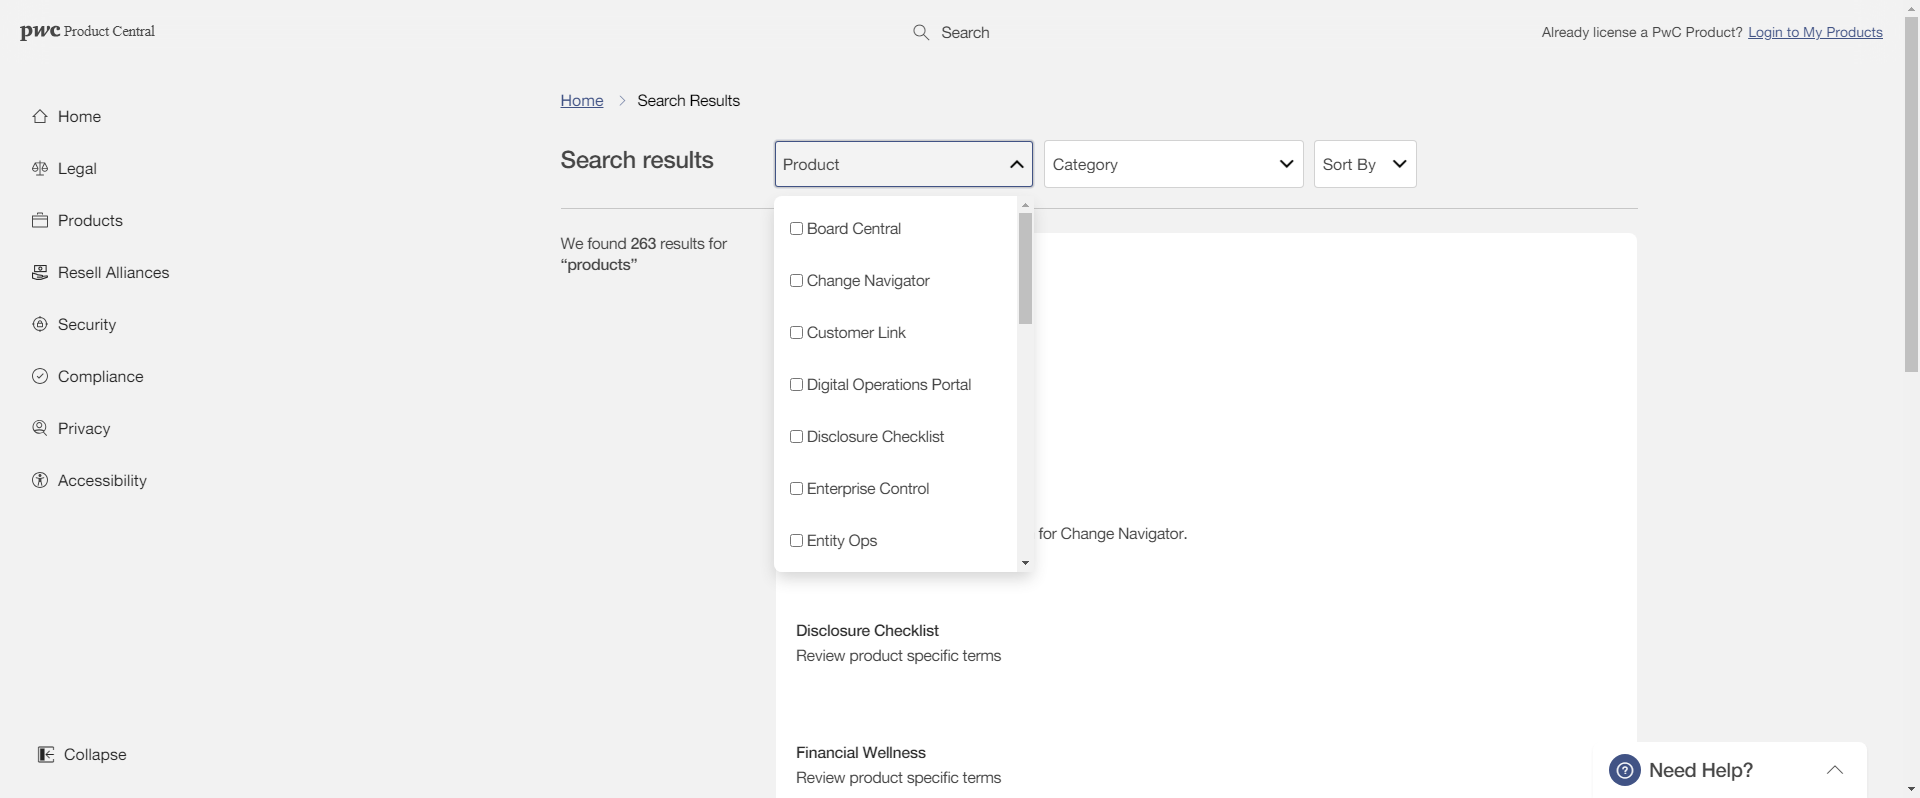 pwc Product Central
Search
Already license a PwC Product? Login to My Products
Home
Legal
Products
Resell Alliances
Security
Compliance
Privacy
Accessibility
Collapse
Home > Search Results
Search results
Product
Category
Sort By
We found 263 results for
“products”
Board Central
Change Navigator
Customer Link
Digital Operations Portal
Disclosure Checklist
Enterprise Control
Entity Ops
for Change Navigator.
Disclosure Checklist
Review product specific terms
Financial Wellness
Review product specific terms
Need Help?